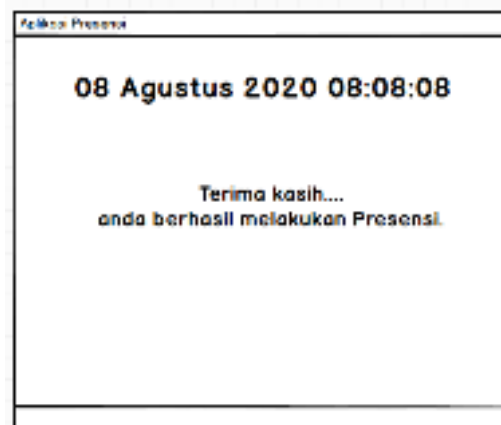 Aplikasi Presensi
08 Agustus 2020 08:08:08
Terima kasih....
anda berhasil melakukan Presensi.